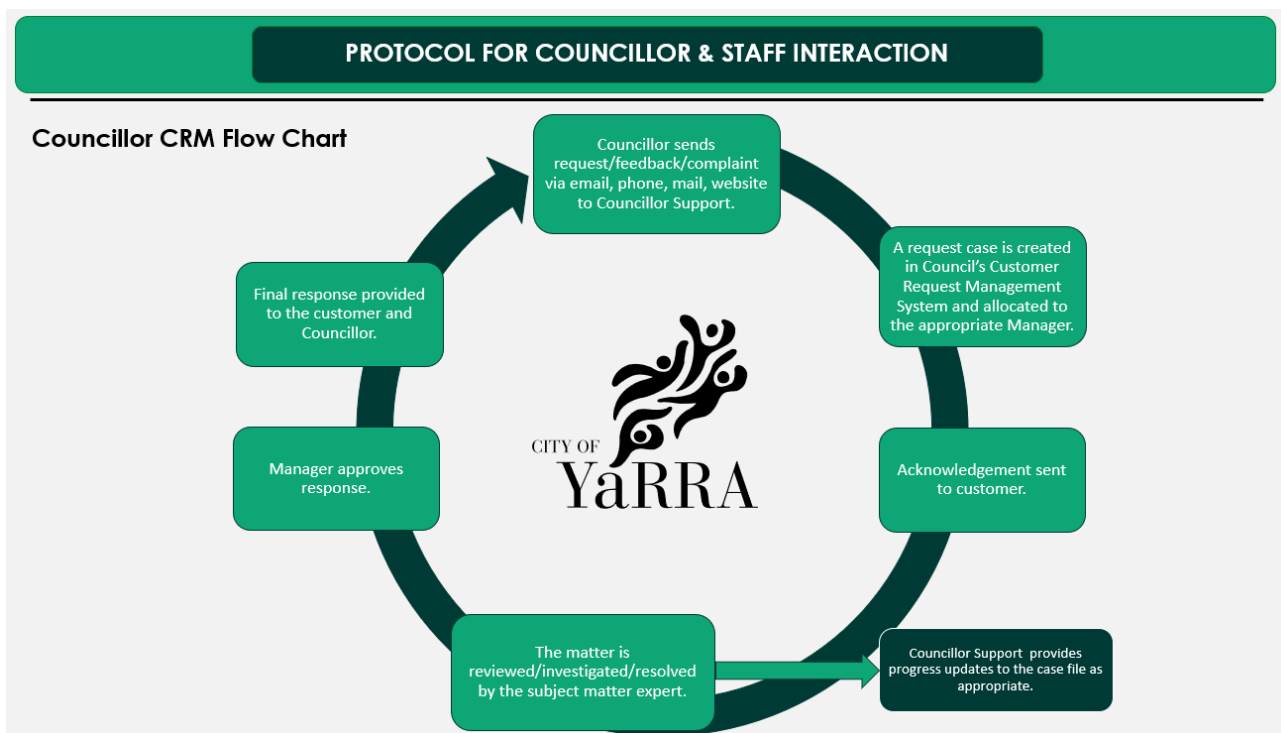 PROTOCOL FOR COUNCILLOR & STAFF INTERACTION
Councillor CRM Flow Chart
Councillor sends
request/feedback/complaint
via email, phone, mail, website
to Councillor Support.
A request case is created
in Council's Customer
Request Management
System and allocated to
the appropriate Manager.
Acknowledgement sent
to customer.
The matter is
reviewed/investigated/resolved
by the subject matter expert.
Councillor Support provides
progress updates to the case file as
appropriate.
Manager approves
response.
Final response provided
to the customer and
Councillor.
CITY OF
YaRRA